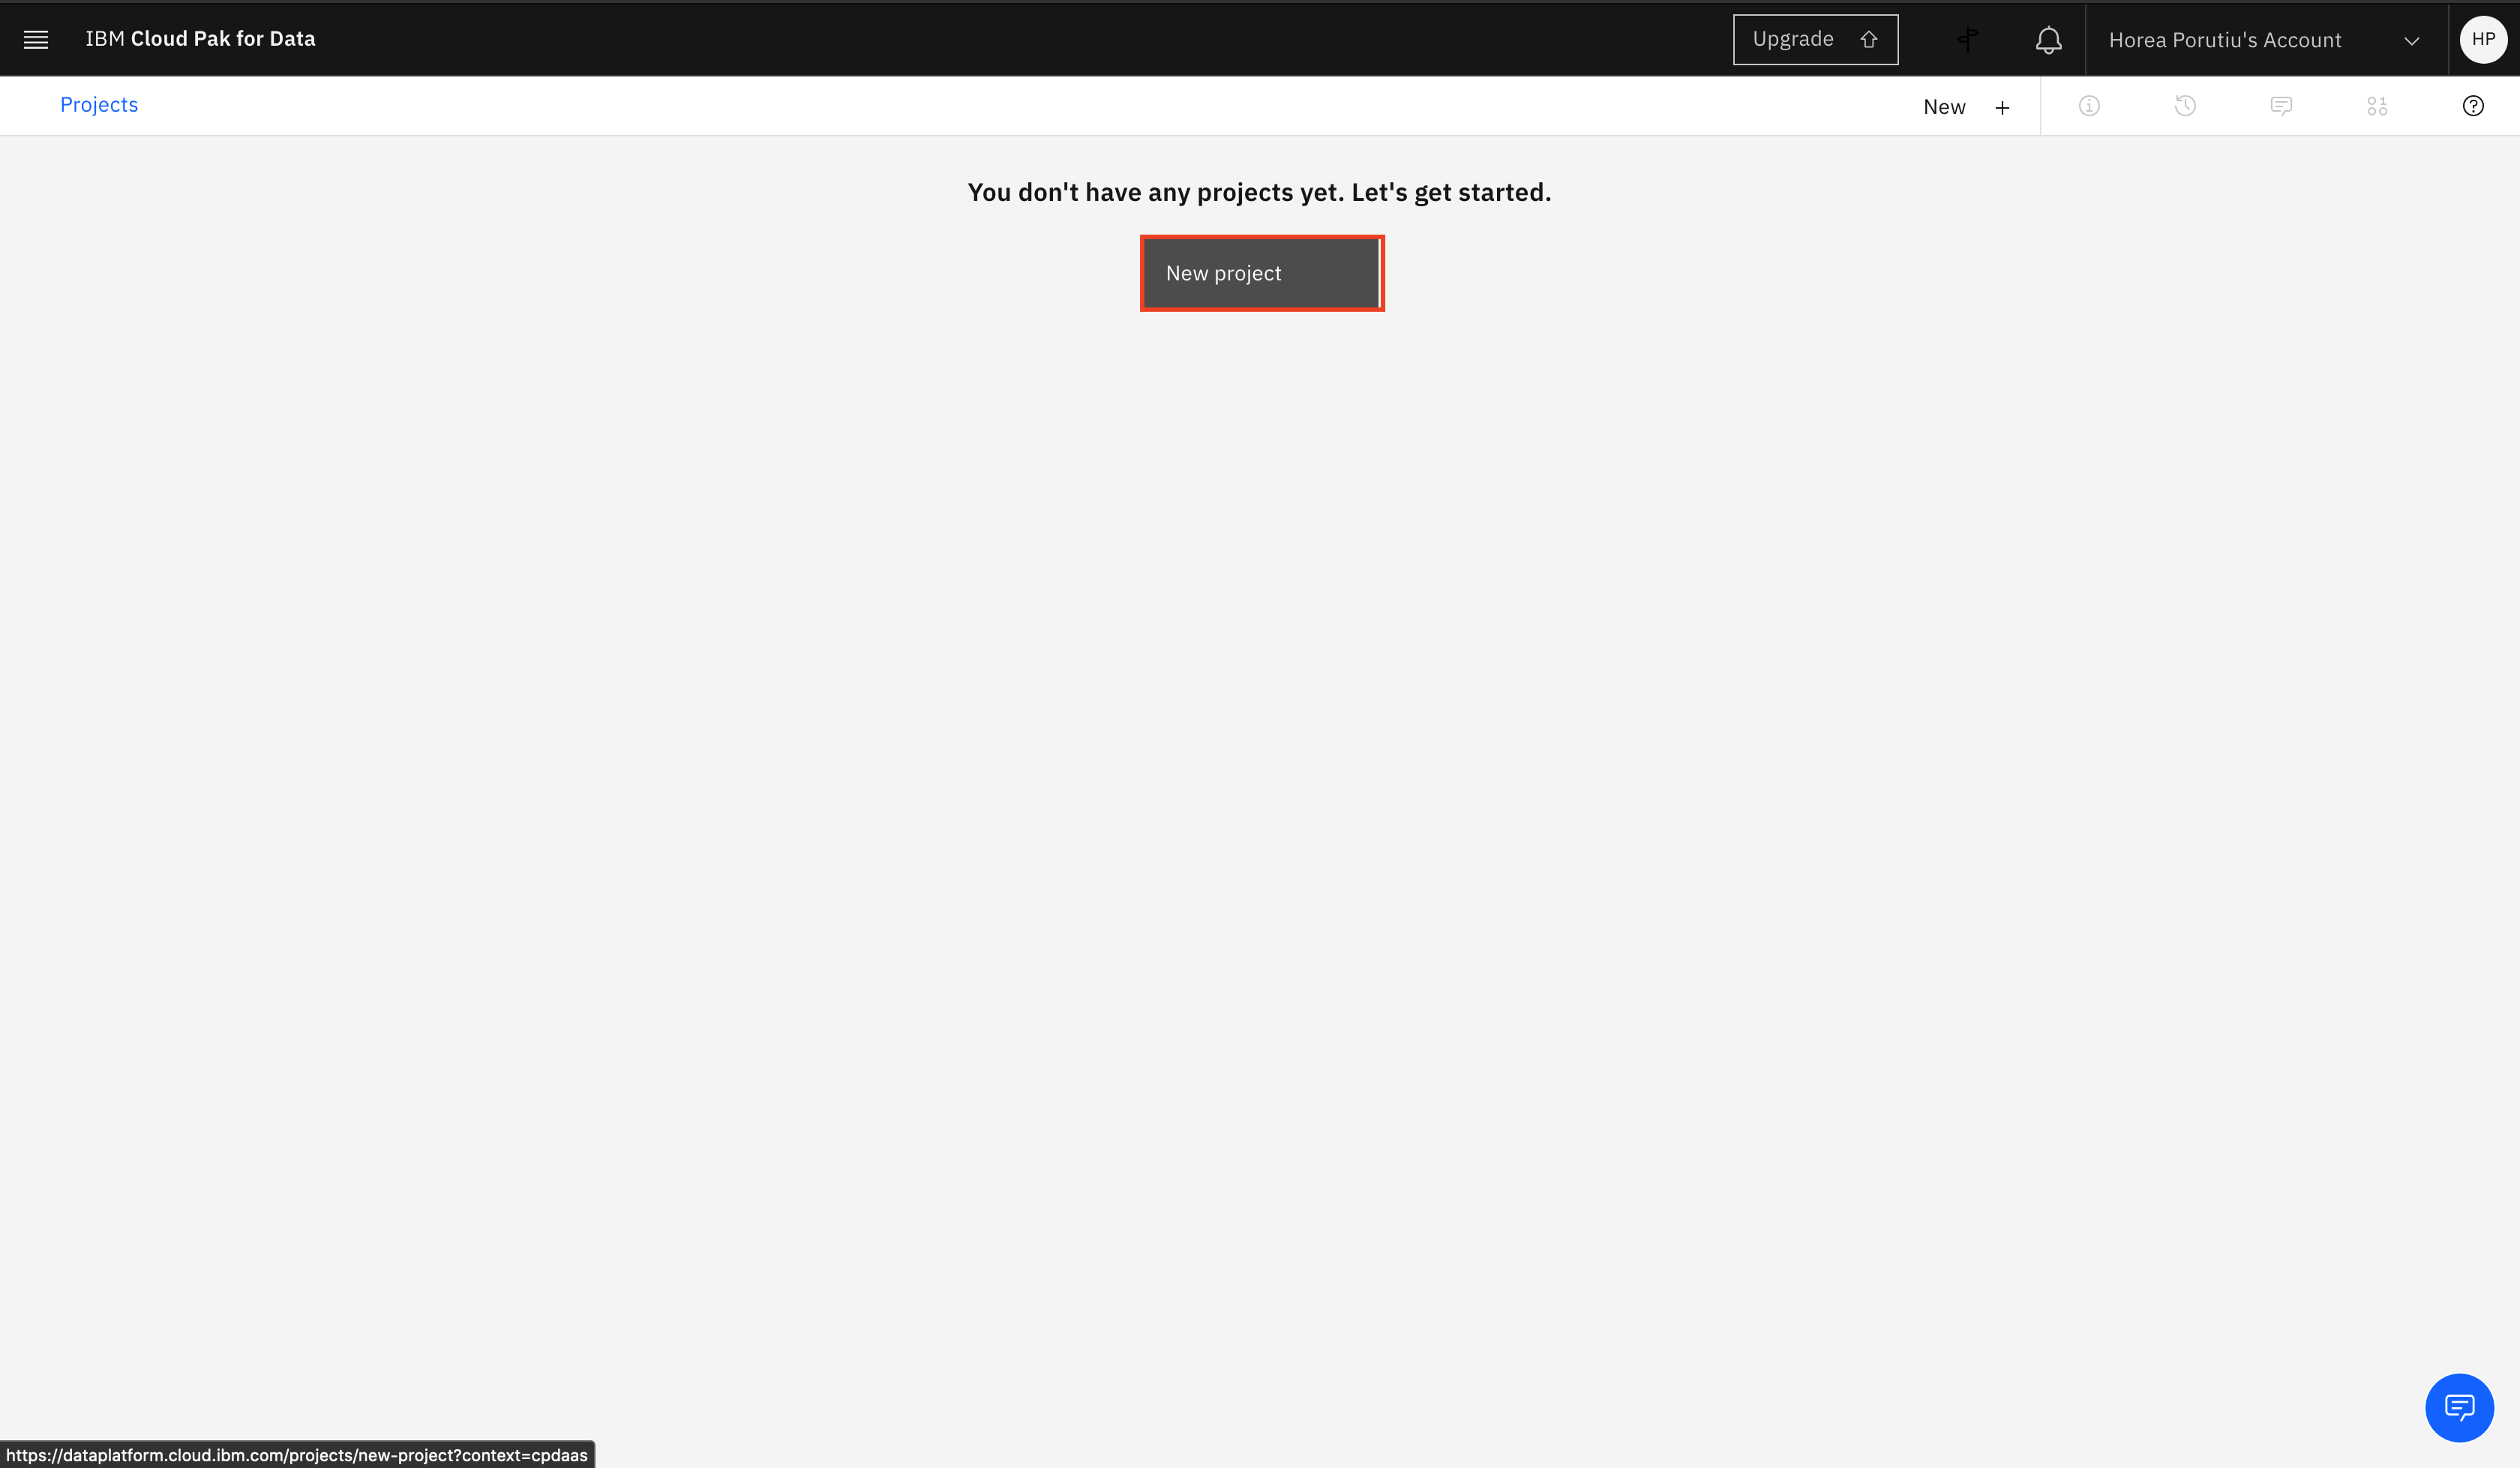 IBM Cloud Pak for Data
Upgrade
Horea Porutiu's Account
HP
Projects
New +
You don't have any projects yet. Let's get started.
New project
https://dataplatform.cloud.ibm.com/projects/new-project?context=cpdaas